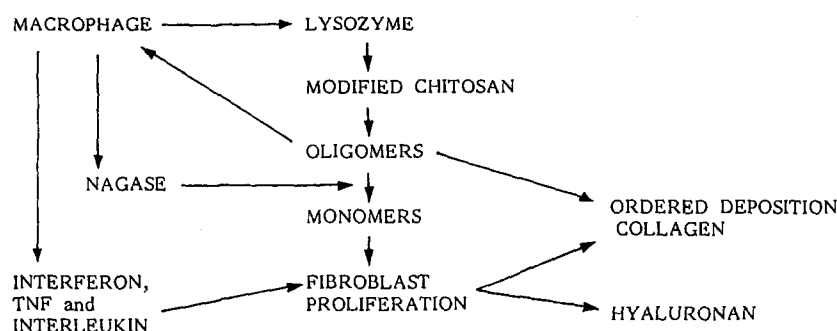 MACROPHAGE
LYSOZYME
MODIFIED CHITOSAN
OLIGOMERS
NAGASE
MONOMERS
ORDERED DEPOSITION
COLLAGEN
INTERFERON,
TNF and
INTERLEUKIN
FIBROBLAST
PROLIFERATION
HYALURONAN